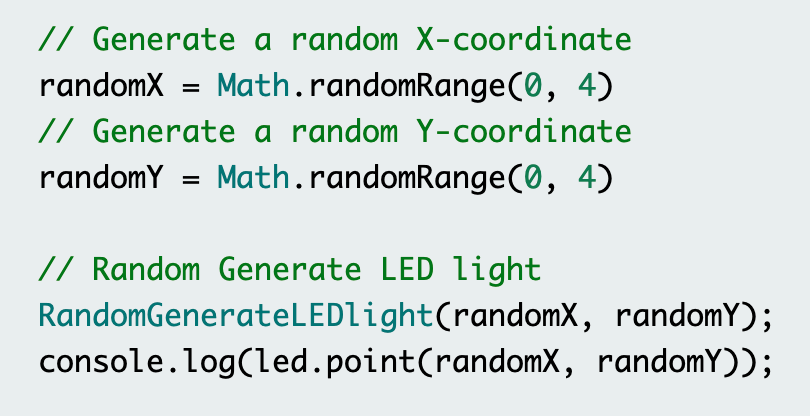 // Generate a random X-coordinate
randomX = Math.randomRange(0, 4)
// Generate a random Y-coordinate
randomY = Math.randomRange(0, 4)
// Random Generate LED light
RandomGenerateLEDlight(randomX, randomY);
console.log(led.point(randomX, randomY));